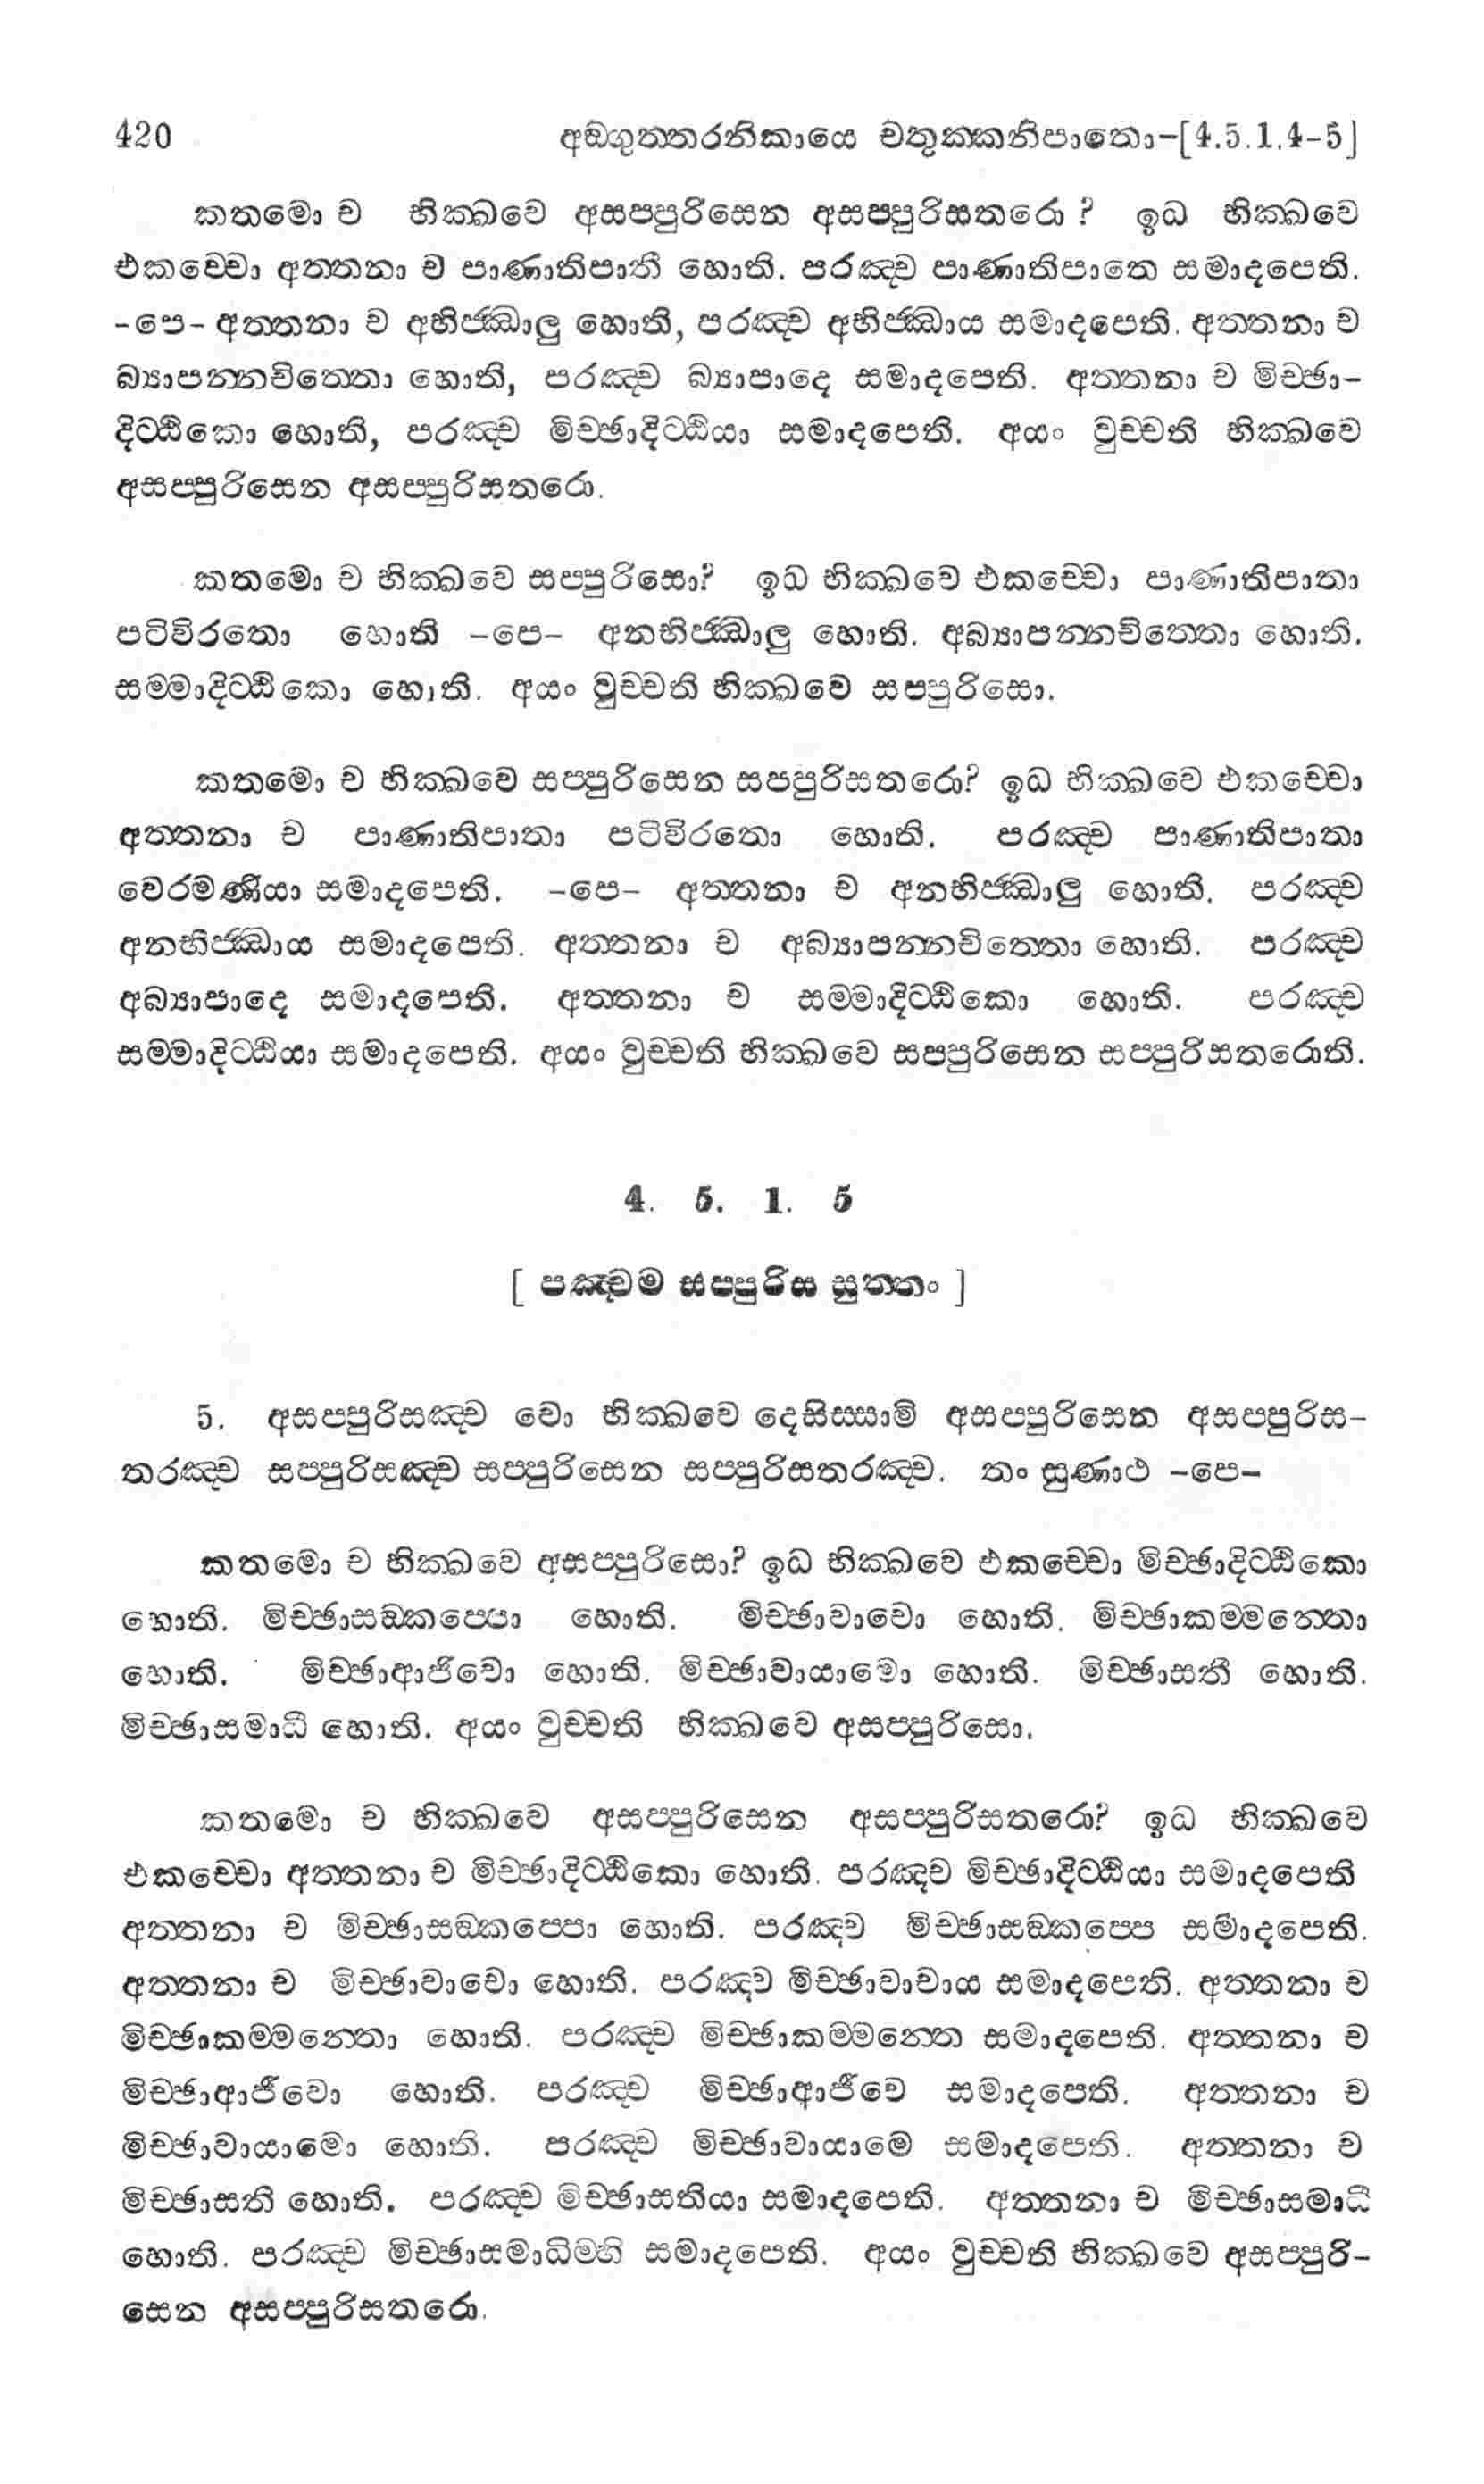 420 අඞගුත්තරනිකායෙ චතුක්කනිපාතො-[4.5.1.4-5]
කතමො ච භික්ඛවෙ අසප්පුරිසෙන අසප්පුරිසතරො ? ඉධ භික්ඛවෙ
එකච්චො අත්තනා ච පාණාතිපාතී හොති. පරඤ්ච පාණාතිපාතෙ සමාදපෙති.
-පෙ- අත්තනා ච අභිජ්ඣාලු හොති, පරඤ්ච අභිජ්ඣාය සමාදපෙති. අත්තනා ච
බ්‍යාපන්නචිත්තො හොති, පරඤ්ච බ්‍යාපාදෙ සමාදපෙති. අත්තනා ච මිච්ඡා-
දිට්ඨිකො හොති, පරඤ්ච මිච්ඡාදිට්ඨියා සමාදපෙති. අයං වුච්චති භික්ඛවෙ
අසප්පුරිසෙන අසප්පුරිසතරො.
කතමො ච භික්ඛවෙ සප්පුරිසො? ඉධ භික්ඛවෙ එකච්චො පාණාතිපාතා
පටිවිරතො හොති -පෙ- අනභිජ්ඣාලු හොති. අබ්‍යාපන්නචිත්තො හොති.
සම්මාදිට්ඨිකො හොති. අයං වුච්චති භික්ඛවෙ සප්පුරිසො.
කතමො ච භික්ඛවෙ සප්පුරිසෙන සප්පුරිසතරො? ඉධ භික්ඛවෙ එකච්චො
අත්තනා ච පාණාතිපාතා පටිවිරතො හොති. පරඤ්ච පාණාතිපාතා
වෙරමණියා සමාදපෙති. -පෙ- අත්තනා ච අනභිජ්ඣාලු හොති. පරඤ්ච
අනභිජ්ඣාය සමාදපෙති. අත්තනා ච අබ්‍යාපන්නචිත්තො හොති. පරඤ්ච
අබ්‍යාපාදෙ සමාදපෙති. අත්තනා ච සම්මාදිට්ඨිකො හොති. පරඤ්ච
සම්මාදිට්ඨියා සමාදපෙති. අයං වුච්චති භික්ඛවෙ සප්පුරිසෙන සප්පුරිසතරොති.
4. 5. 1. 5
[ පඤ්චම සප්පුරිස සුත්තං ]
5. අසප්පුරිසඤ්ච වො භික්ඛවෙ දෙසිස්සාමි අසප්පුරිසෙන අසප්පුරිස-
තරඤ්ච සප්පුරිසඤ්ච සප්පුරිසෙන සප්පුරිසතරඤ්ච. තං සුණාථ -පෙ-
කතමො ච භික්ඛවෙ අසප්පුරිසො? ඉධ භික්ඛවෙ එකච්චො මිච්ඡාදිට්ඨිකො
හොති. මිච්ඡාසඞ්කප්පො හොති. මිච්ඡාවාචො හොති. මිච්ඡාකම්මන්තො
හොති. මිච්ඡාආජිවො හොති. මිච්ඡාවායාමො හොති. මිච්ඡාසතී හොති.
මිච්ඡාසමාධි හොති. අයං වුච්චති භික්ඛවෙ අසප්පුරිසො.
කතමො ච භික්ඛවෙ අසප්පුරිසෙන අසප්පුරිසතරො? ඉධ භික්ඛවෙ
එකච්චො අත්තනා ච මිච්ඡාදිට්ඨිකො හොති. පරඤ්ච මිච්ඡාදිට්ඨියා සමාදපෙති
අත්තනා ච මිච්ඡාසඞ්කප්පො හොති. පරඤ්ච මිච්ඡාසඞ්කප්පෙ සමාදපෙති.
අත්තනා ච මිච්ඡාවාචො හොති. පරඤ්ච මිච්ඡාවාචාය සමාදපෙති. අත්තනා ච
මිච්ඡාකම්මන්තො හොති. පරඤ්ච මිච්ඡාකම්මන්තෙ සමාදපෙති. අත්තනා ච
මිච්ඡාආජීවො හොති. පරඤ්ච මිච්ඡාආජීවෙ සමාදපෙති. අත්තනා ච
මිච්ඡාවායාමො හොති. පරඤ්ච මිච්ඡාවායාමෙ සමාදපෙති. අත්තනා ච
මිච්ඡාසතී හොති. පරඤ්ච මිච්ඡාසතියා සමාදපෙති. අත්තනා ච මිච්ඡාසමාධි
හොති. පරඤ්ච මිච්ඡාසමාධිම්හි සමාදපෙති. අයං වුච්චති භික්ඛවෙ අසප්පුරි-
සෙන අසප්පුරිසතරො.